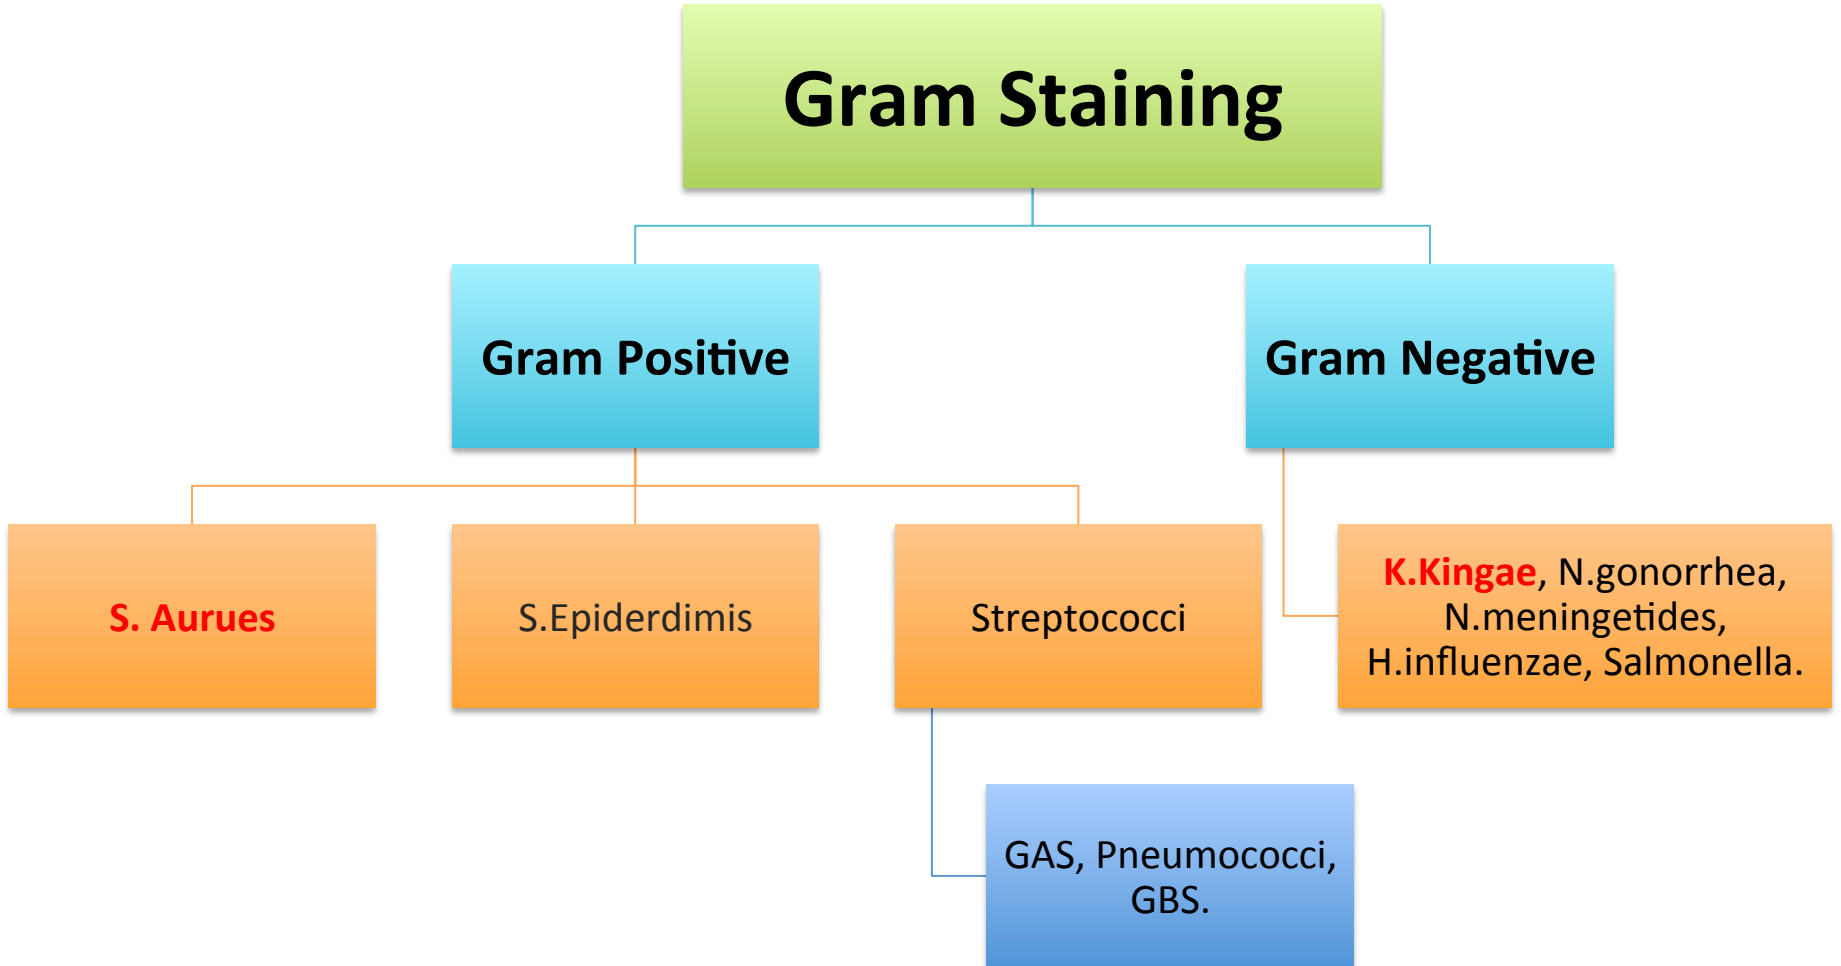 Gram Staining
Gram Positive
Gram Negative
S. Aurues
S.Epiderdimis
Streptococci
K.Kingae, N.gonorrhea,
N.meningetides,
H.influenzae, Salmonella.
GAS, Pneumococci,
GBS.